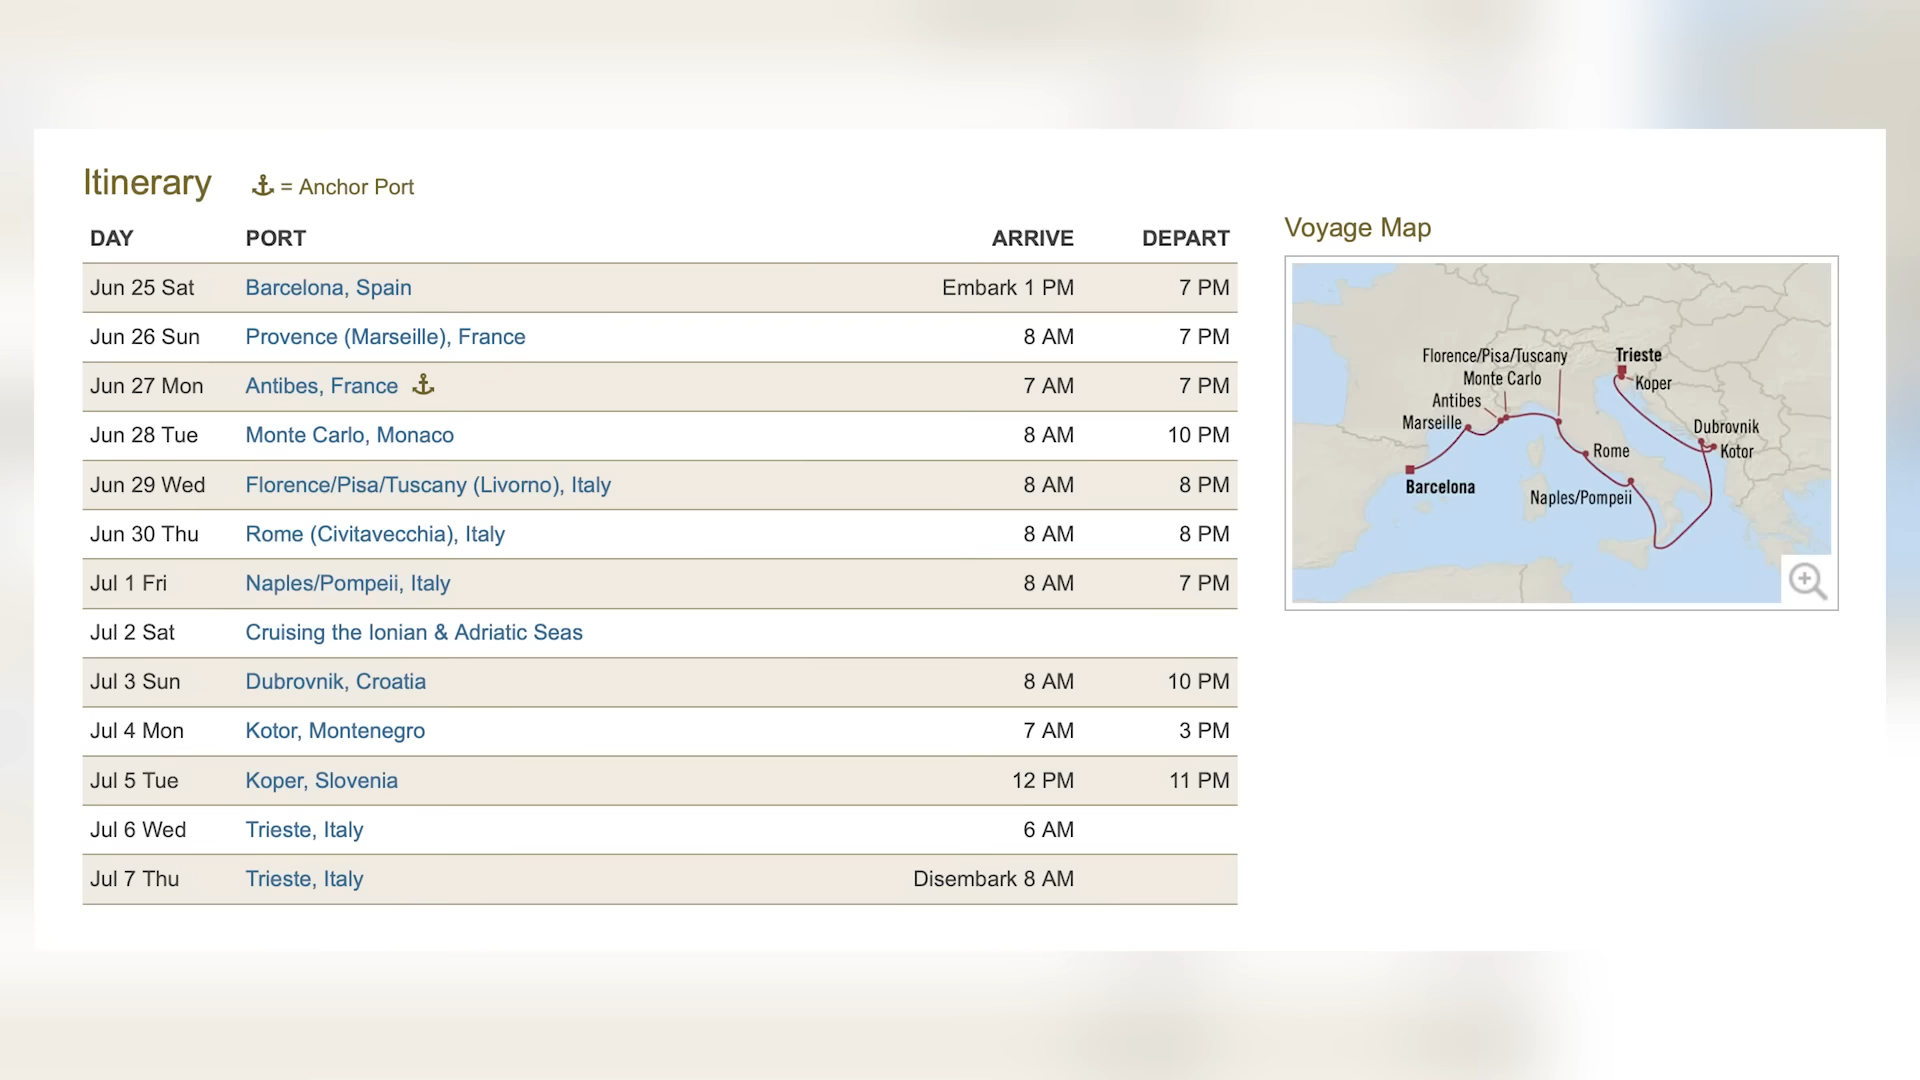 Itinerary ⚓ = Anchor Port
DAY PORT ARRIVE DEPART
Jun 25 Sat Barcelona, Spain Embark 1 PM 7 PM
Jun 26 Sun Provence (Marseille), France 8 AM 7 PM
Jun 27 Mon Antibes, France ⚓ 7 AM 7 PM
Jun 28 Tue Monte Carlo, Monaco 8 AM 10 PM
Jun 29 Wed Florence/Pisa/Tuscany (Livorno), Italy 8 AM 8 PM
Jun 30 Thu Rome (Civitavecchia), Italy 8 AM 8 PM
Jul 1 Fri Naples/Pompeii, Italy 8 AM 7 PM
Jul 2 Sat Cruising the Ionian & Adriatic Seas
Jul 3 Sun Dubrovnik, Croatia 8 AM 10 PM
Jul 4 Mon Kotor, Montenegro 7 AM 3 PM
Jul 5 Tue Koper, Slovenia 12 PM 11 PM
Jul 6 Wed Trieste, Italy 6 AM
Jul 7 Thu Trieste, Italy Disembark 8 AM
Voyage Map
Florence/Pisa/Tuscany
Trieste
Monte Carlo
Koper
Antibes
Marseille
Dubrovnik
Rome
Kotor
Barcelona
Naples/Pompeii